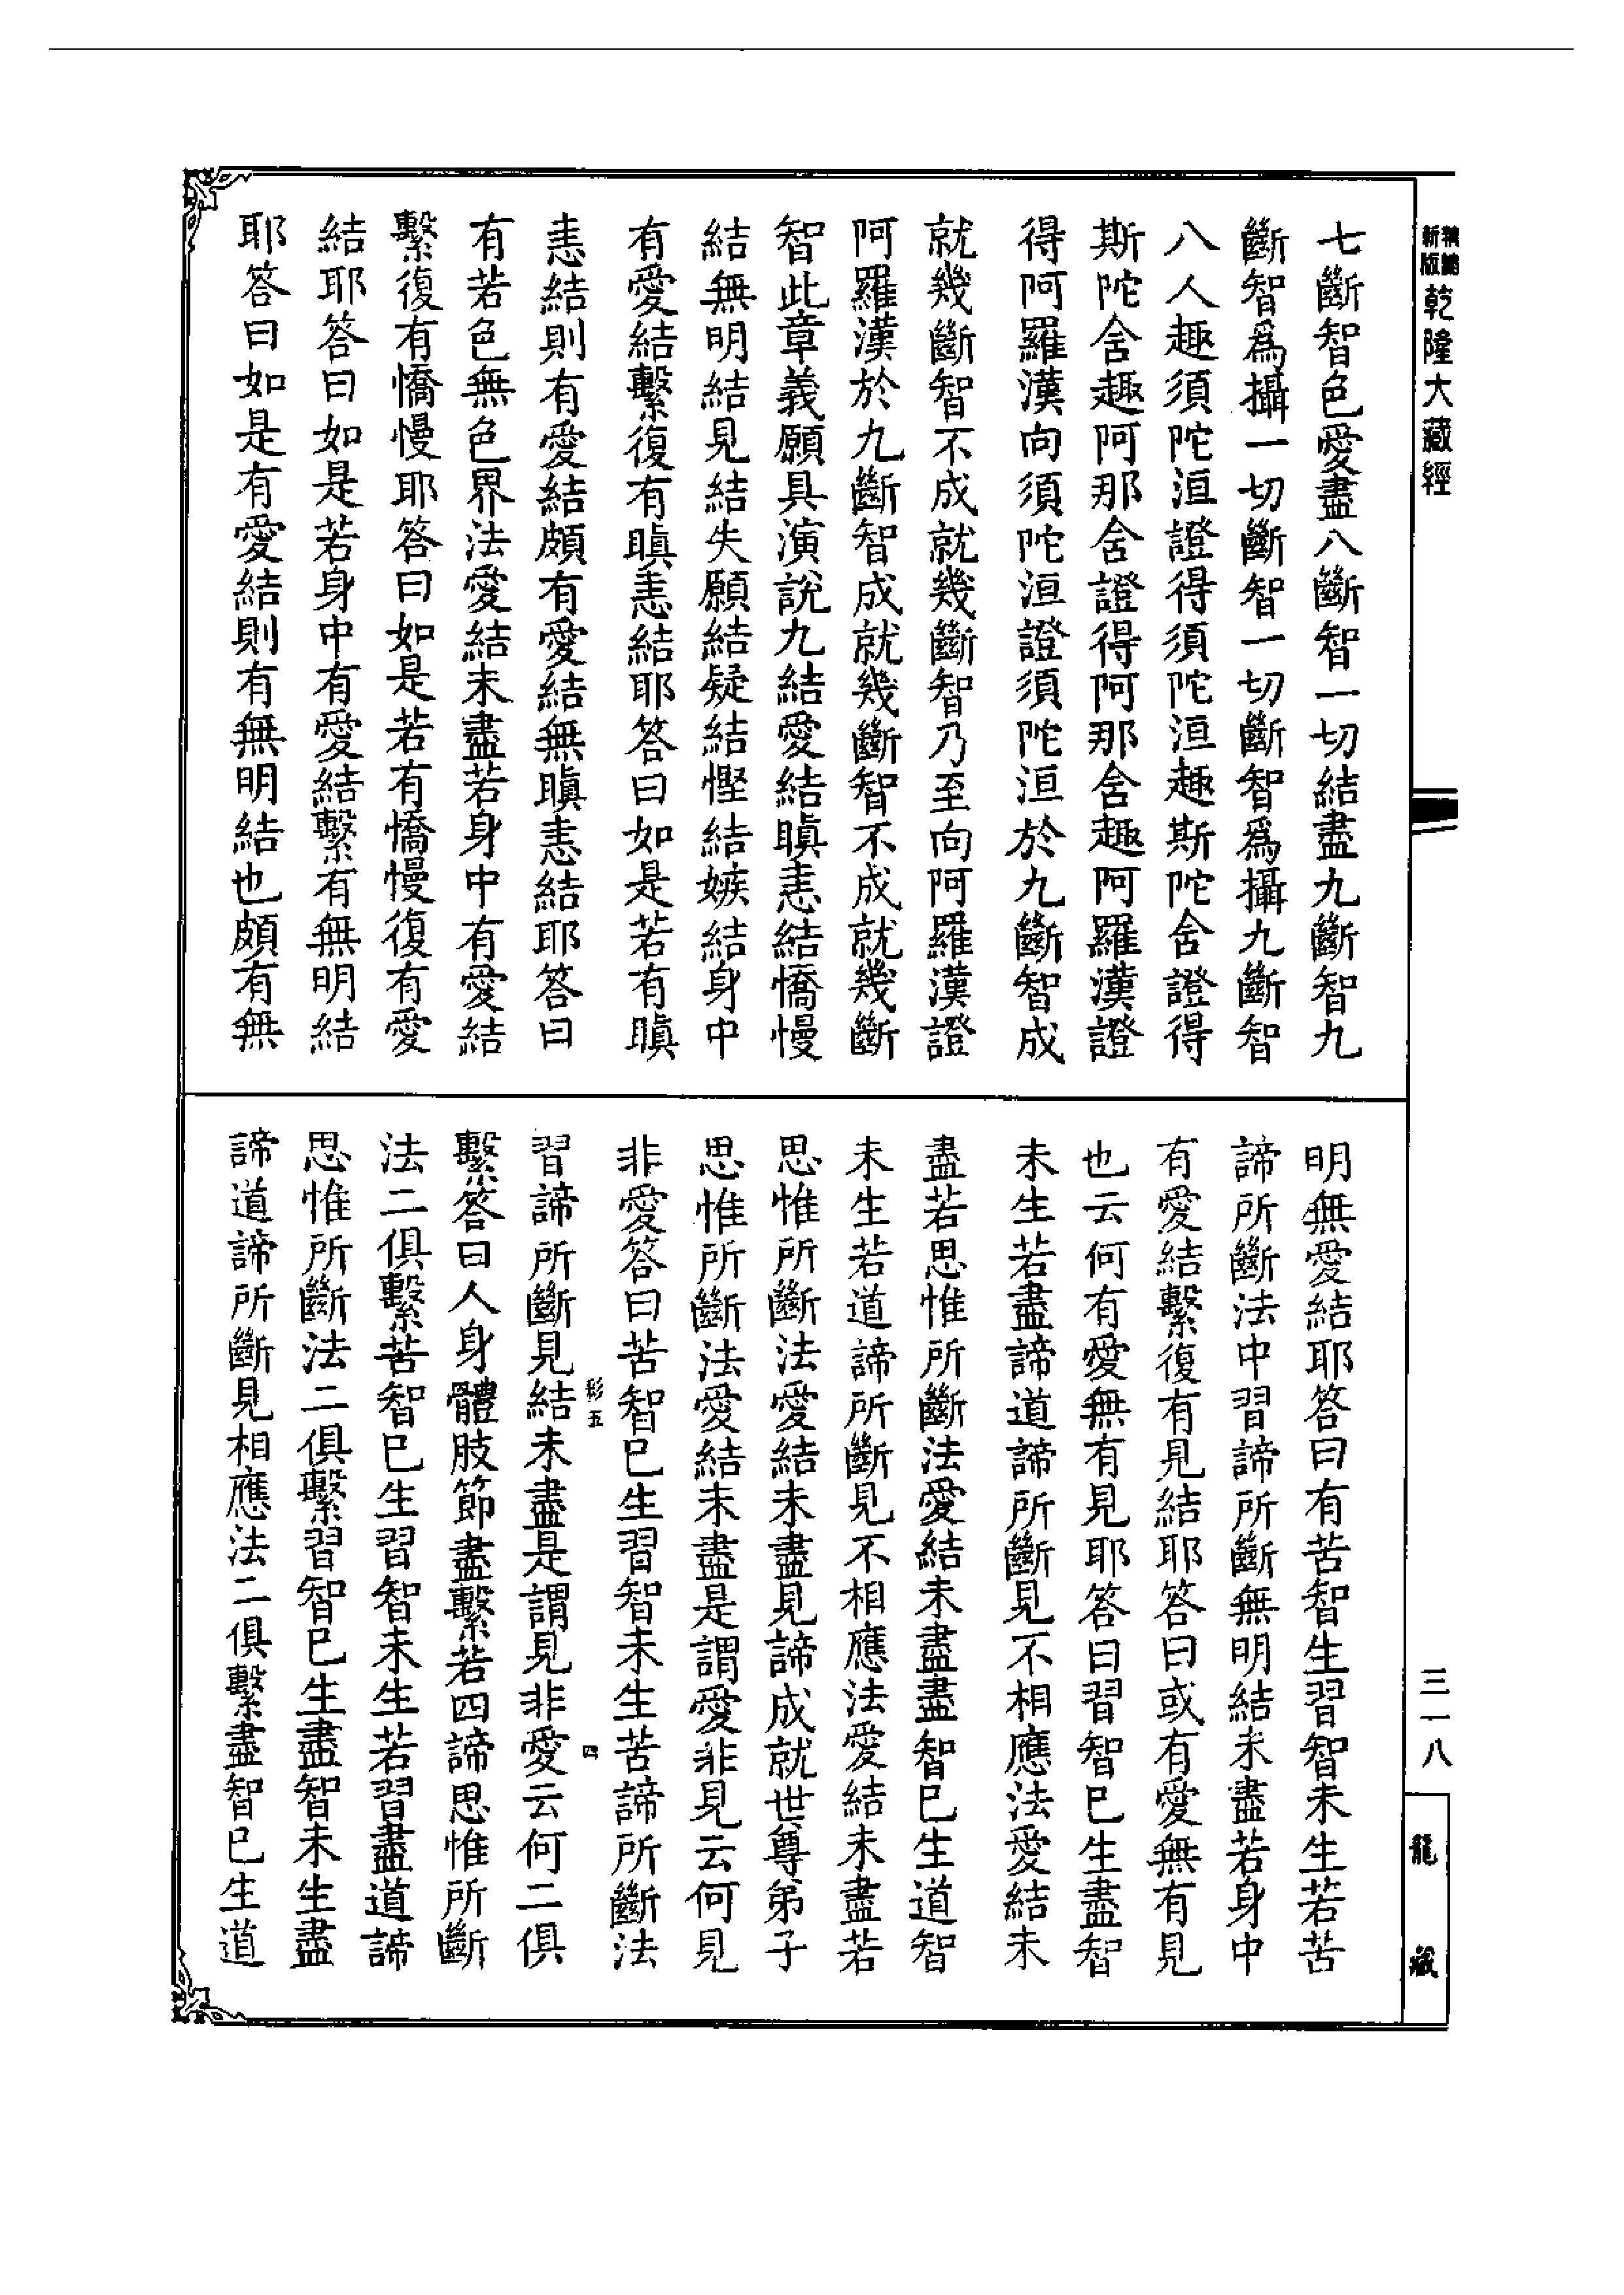 精縮新版乾隆大藏經
七斷智色愛盡八斷智一切結盡九斷智九
斷智爲攝一切斷智一切斷智爲攝九斷智
八人趣須陀洹證得須陀洹趣斯陀含證得
斯陀含趣阿那含證得阿那含趣阿羅漢證
得阿羅漢向須陀洹證須陀洹於九斷智成
就幾斷智不成就幾斷智乃至向阿羅漢證
阿羅漢於九斷智成就幾斷智不成就幾斷
智此章義願具演說九結愛結瞋恚結憍慢
結無明結見結失願結疑結慳結嫉結身中
有愛結繫復有瞋恚結耶答曰如是若有瞋
恚結則有愛結頗有愛結無瞋恚結耶答曰
有若色無色界法愛結未盡若身中有愛結
繫復有憍慢耶答曰如是若有憍慢復有愛
結耶答曰如是若身中有愛結繫有無明結
耶答曰如是有愛結則有無明結也頗有無
明無愛結耶答曰有苦智生習智未生若苦
諦所斷法中習諦所斷無明結未盡若身中
有愛結繫復有見結耶答曰或有愛無有見
也云何有愛無有見耶答曰習智已生盡智
未生若盡諦道諦所斷見不相應法愛結未
盡若思惟所斷法愛結未盡盡智已生道智
未生若道諦所斷見不相應法愛結未盡若
思惟所斷法愛結未盡見諦成就世尊弟子
思惟所斷法愛結未盡是謂愛非見云何見
非愛答曰苦智已生習智未生苦諦所斷法
習諦所斷見結未盡是謂見非愛云何二俱
繫答曰人身體肢節盡繫若四諦思惟所斷
法二俱繫苦智已生習智未生若習盡道諦
思惟所斷法二俱繫習智已生盡智未生盡
諦道諦所斷見相應法二俱繫盡智已生道
三一八
龍藏
四